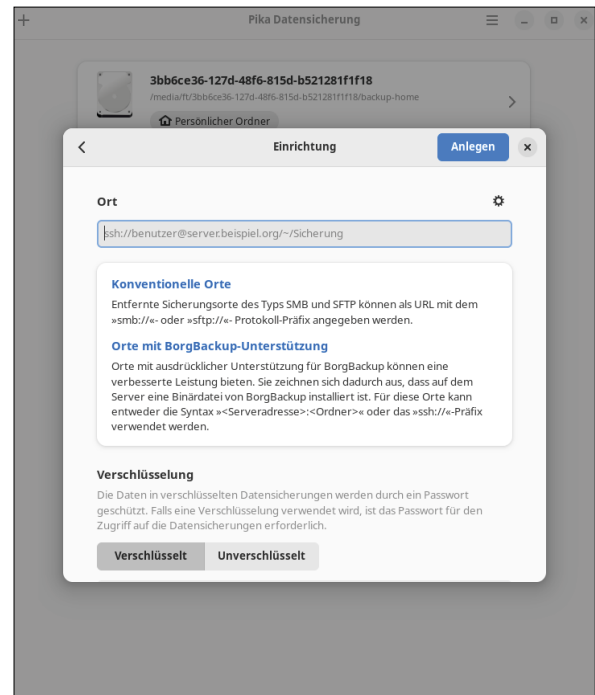 Pika Datensicherung
3bb6ce36-127d-48f6-815d-b521281f1f18
/media/ft/3bb6ce36-127d-48f6-815d-b521281f1f18/backup-home
Persönlicher Ordner
Einrichtung
Anlegen
Ort
ssh://benutzer@server.beispiel.org/~/Sicherung
Konventionelle Orte
Entfernte Sicherungsorte des Typs SMB und SFTP können als URL mit dem
»smb://«- oder »sftp://«- Protokoll-Präfix angegeben werden.
Orte mit BorgBackup-Unterstützung
Orte mit ausdrücklicher Unterstützung für BorgBackup können eine
verbesserte Leistung bieten. Sie zeichnen sich dadurch aus, dass auf dem
Server eine Binärdatei von BorgBackup installiert ist. Für diese Orte kann
entweder die Syntax »<Serveradresse>:<Ordner>« oder das »ssh://«-Präfix
verwendet werden.
Verschlüsselung
Die Daten in verschlüsselten Datensicherungen werden durch ein Passwort
geschützt. Falls eine Verschlüsselung verwendet wird, ist das Passwort für den
Zugriff auf die Datensicherungen erforderlich.
Verschlüsselt Unverschlüsselt